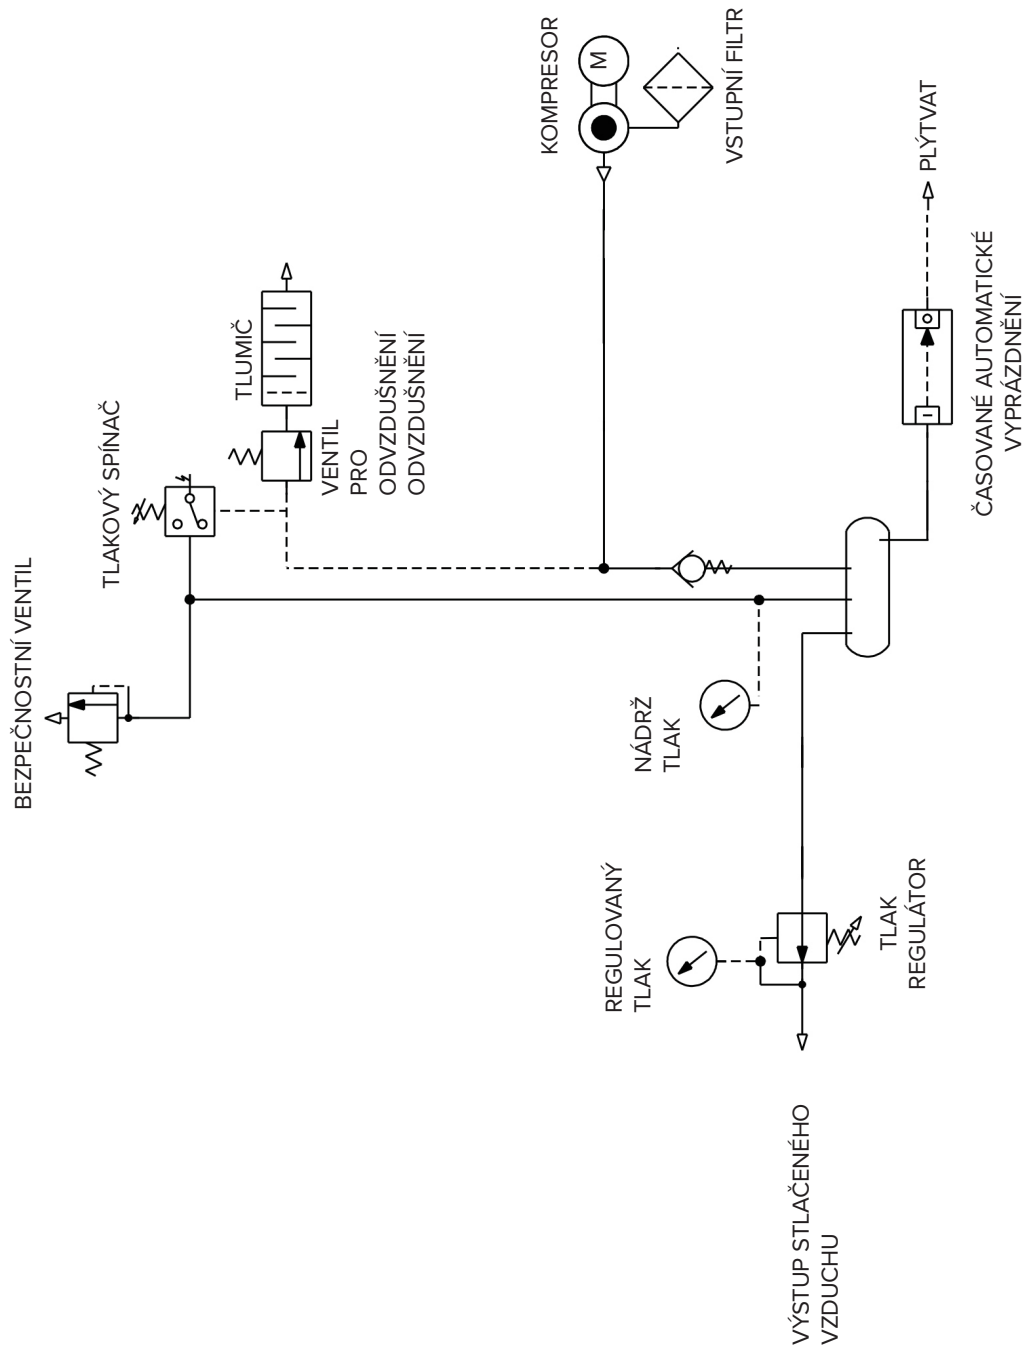 BEZPEČNOSTNÍ VENTIL
TLAKOVÝ SPÍNAČ
TLUMIČ
VENTIL
PRO
ODVZDUŠNĚNÍ
ODVZDUŠNĚNÍ
KOMPRESOR
M
VSTUPNÍ FILTR
REGULOVANÝ
TLAK
NÁDRŽ
TLAK
VÝSTUP STLAČENÉHO
VZDUCHU
TLAK
REGULÁTOR
PLÝTVAT
I
O
ČASOVANÉ AUTOMATICKÉ
VYPRÁZDNĚNÍ